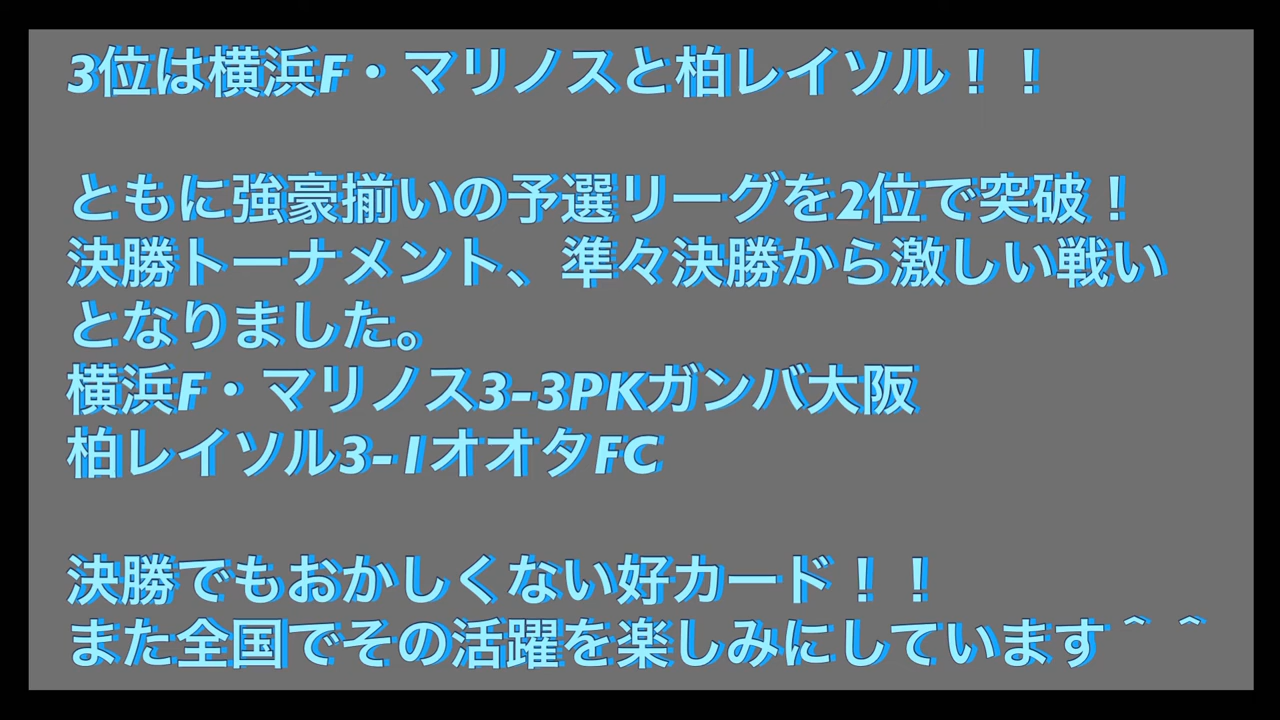 3位は横浜F・マリノスと柏レイソル！！
ともに強豪揃いの予選リーグを2位で突破！
決勝トーナメント、準々決勝から激しい戦い
となりました。
横浜F・マリノス3-3PKガンバ大阪
柏レイソル3-1オオタFC
決勝でもおかしくない好カード！！
また全国でその活躍を楽しみにしています＾＾